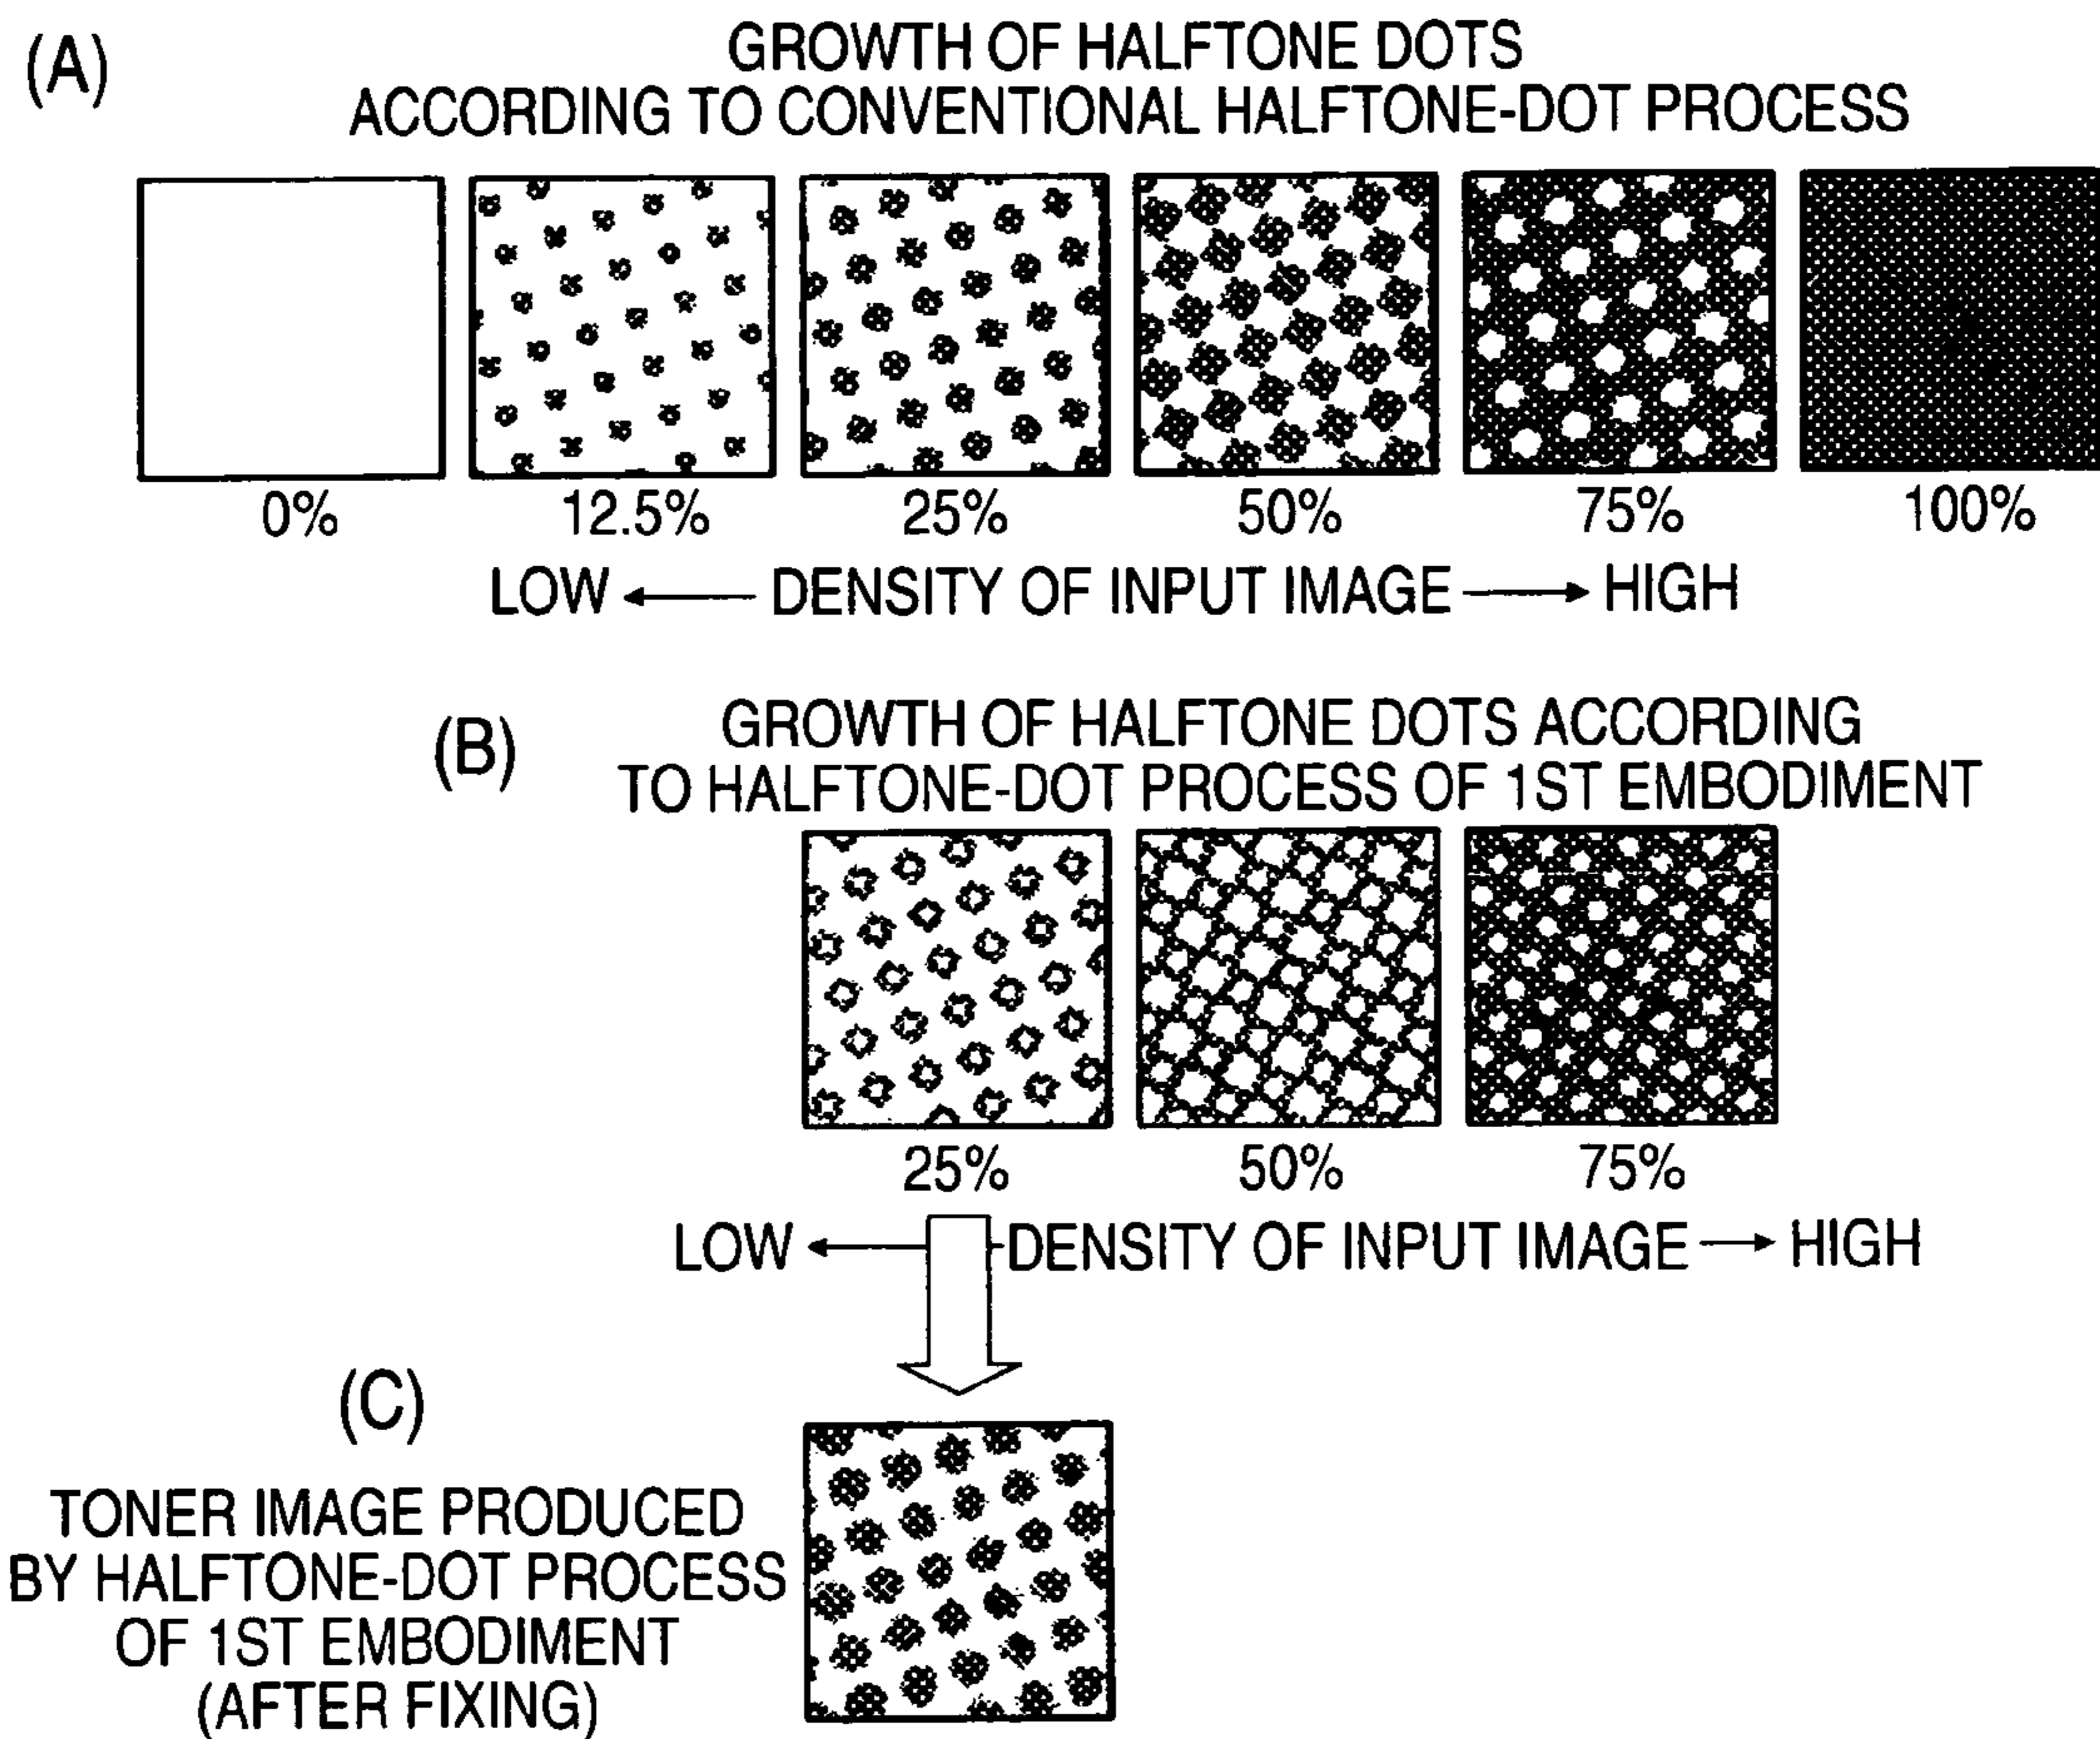 (A)
GROWTH OF HALFTONE DOTS
ACCORDING TO CONVENTIONAL HALFTONE-DOT PROCESS
0% 12.5% 25% 50% 75% 100%
LOW DENSITY OF INPUT IMAGE HIGH
(B)
GROWTH OF HALFTONE DOTS ACCORDING
TO HALFTONE-DOT PROCESS OF 1ST EMBODIMENT
25% 50% 75%
LOW DENSITY OF INPUT IMAGE HIGH
(C)
TONER IMAGE PRODUCED
BY HALFTONE-DOT PROCESS
OF 1ST EMBODIMENT
(AFTER FIXING)